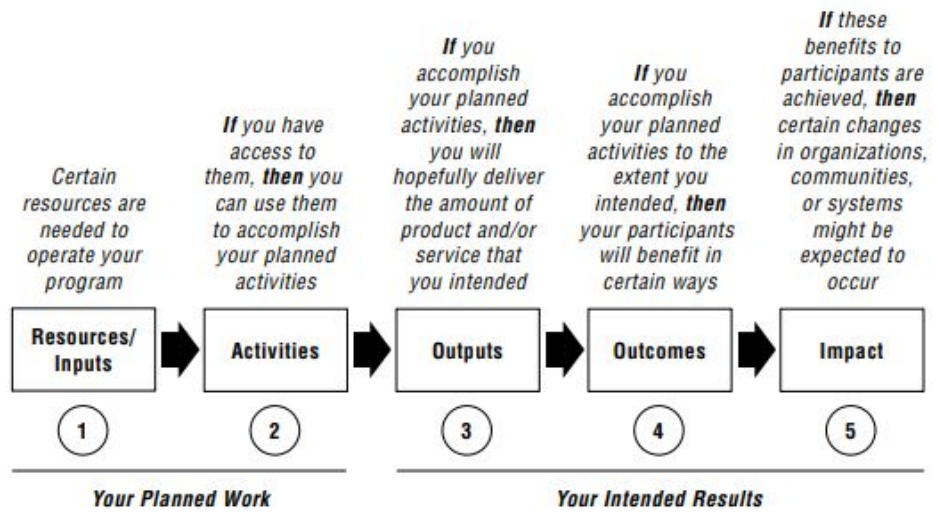 Certain
resources are
needed to
operate your
program
If you have
access to
them, then you
can use them
to accomplish
your planned
activities
If you
accomplish
your planned
activities, then
you will
hopefully deliver
the amount of
product and/or
service that
you intended
If you
accomplish
your planned
activities to the
extent you
intended, then
your participants
will benefit in
certain ways
If these
benefits to
participants are
achieved, then
certain changes
in organizations,
communities,
or systems
might be
expected to
occur
Resources/
Inputs
Activities
Outputs
Outcomes
Impact
1
2
3
4
5
Your Planned Work
Your Intended Results